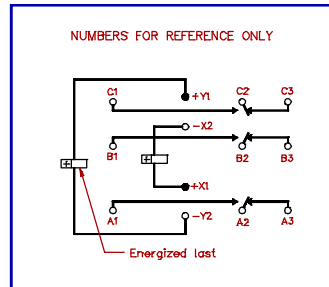 NUMBERS FOR REFERENCE ONLY
C1 +Y1 C2 C3
-X2
B1 B2 B3
+
+
+X1
A1 -Y2 A2 A3
Energized last